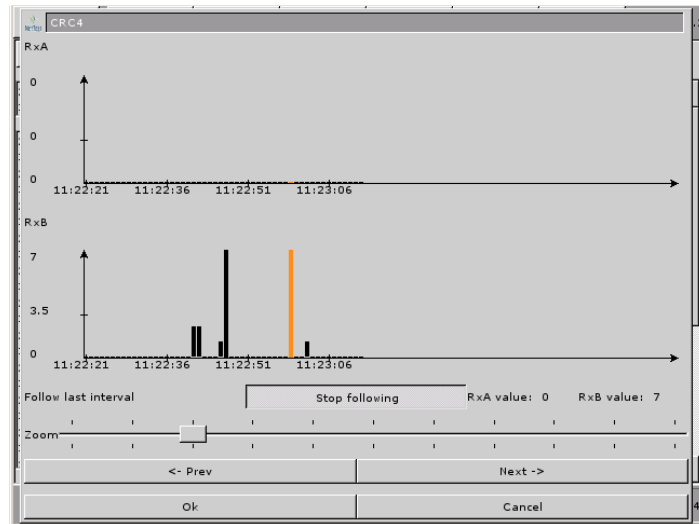 CRC4
RxA
0
0
0
11:22:21 11:22:36 11:22:51 11:23:06
RxB
7
3.5
0
11:22:21 11:22:36 11:22:51 11:23:06
Follow last interval Stop following RxA value: 0 RxB value: 7
Zoom
<- Prev Next ->
Ok Cancel